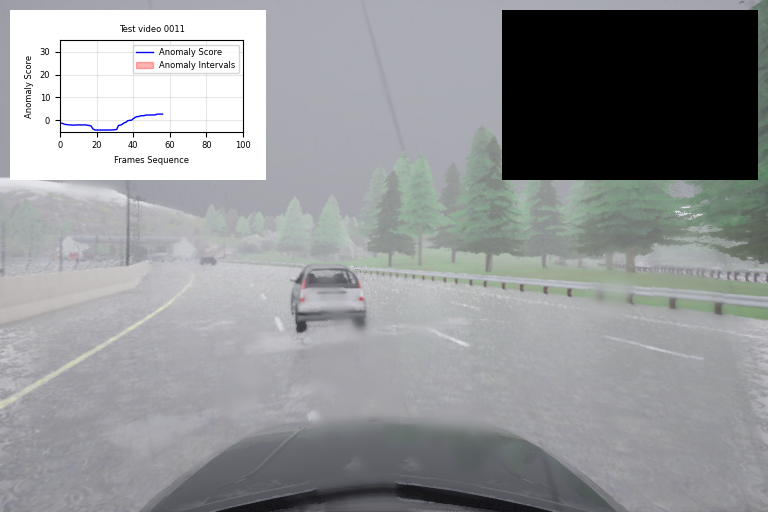 Test video 0011
Anomaly Score
Anomaly Intervals
30
20
10
0
Anomaly Score
0 20 40 60 80 100
Frames Sequence